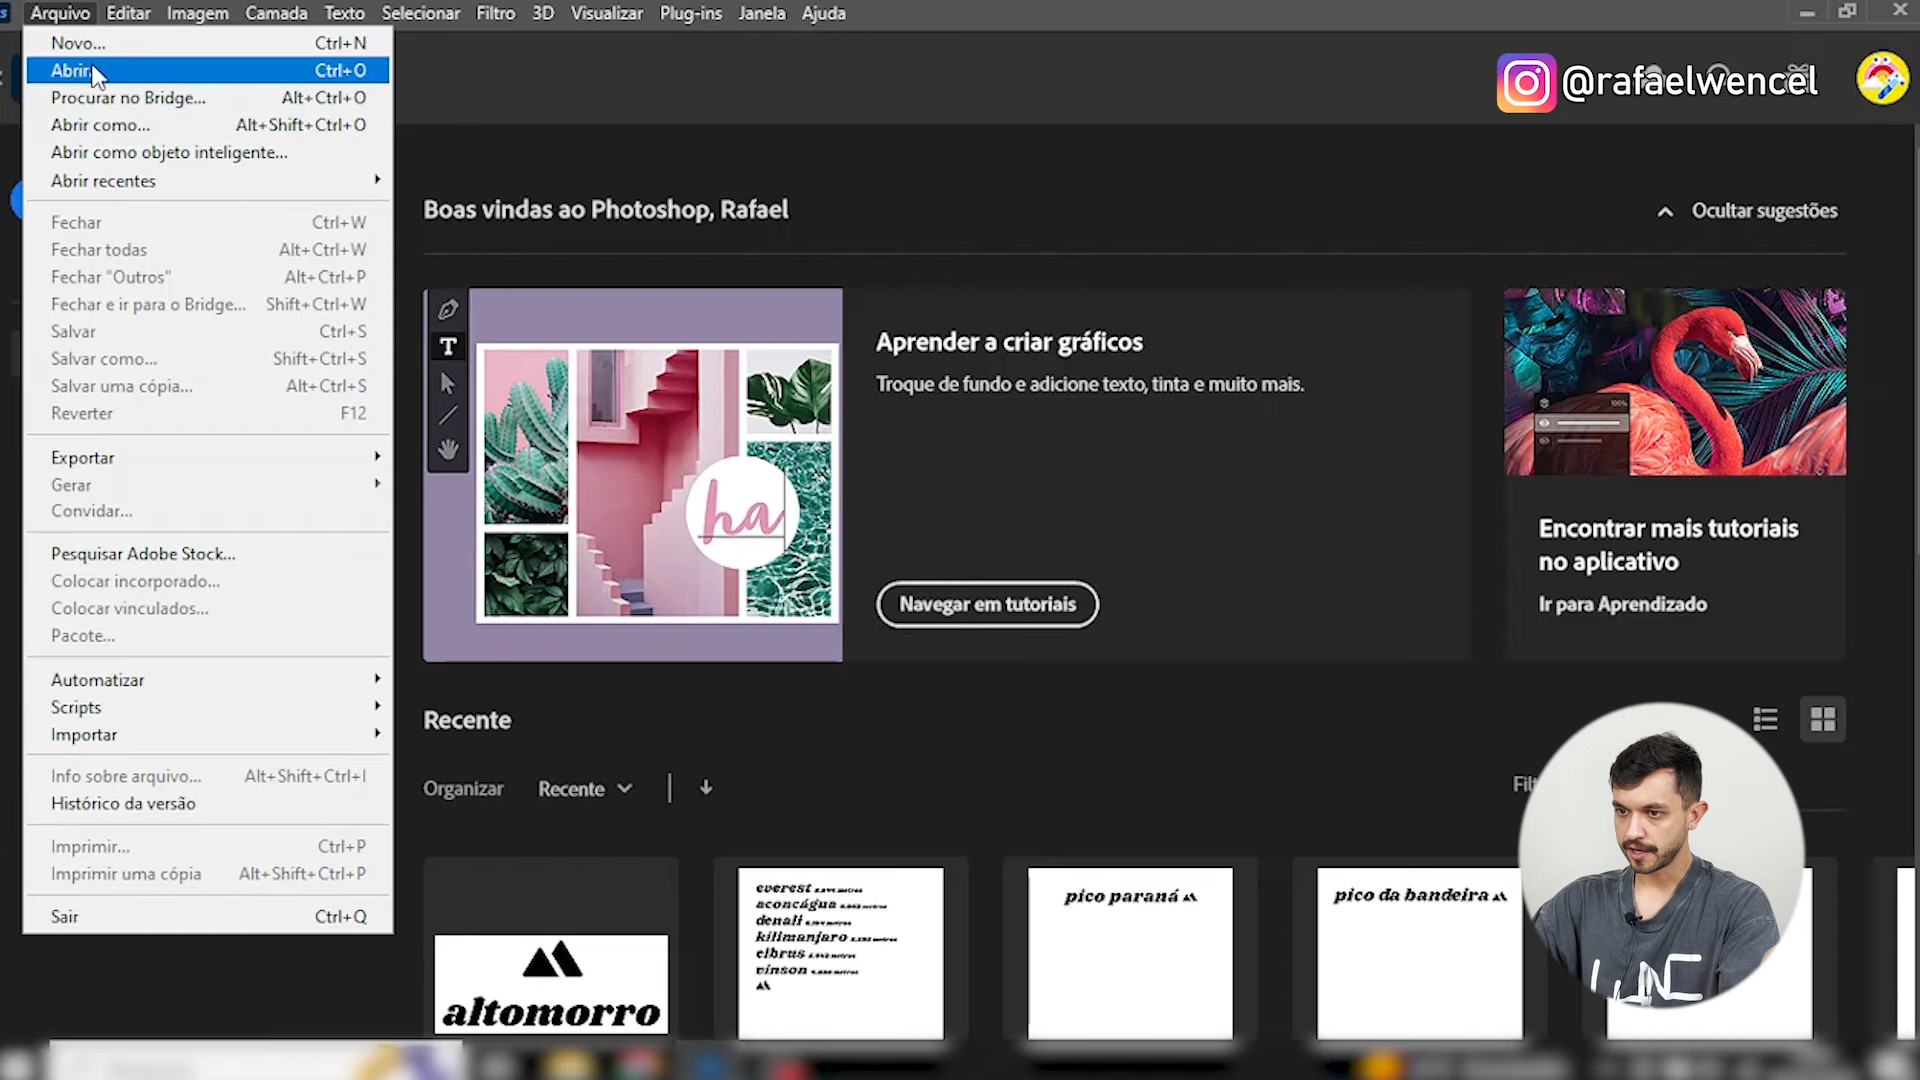 Arquivo Editar Imagem Camada Texto Selecionar Filtro 3D Visualizar Plug-ins Janela Ajuda
Novo... Ctrl+N
Abrir... Ctrl+O
Procurar no Bridge... Alt+Ctrl+O
Abrir como... Alt+Shift+Ctrl+O
Abrir como objeto inteligente...
Abrir recentes
Fechar Ctrl+W
Fechar todas Alt+Ctrl+W
Fechar "Outros" Alt+Ctrl+P
Fechar e ir para o Bridge... Shift+Ctrl+W
Salvar Ctrl+S
Salvar como... Shift+Ctrl+S
Salvar uma cópia... Alt+Ctrl+S
Reverter F12
Exportar
Gerar
Convidar...
Pesquisar Adobe Stock...
Colocar incorporado...
Colocar vinculados...
Pacote...
Automatizar
Scripts
Importar
Info sobre arquivo... Alt+Shift+Ctrl+I
Histórico da versão
Imprimir... Ctrl+P
Imprimir uma cópia Alt+Shift+Ctrl+P
Sair Ctrl+Q
@rafaelwencel
Boas vindas ao Photoshop, Rafael
Ocultar sugestões
T
ha
Aprender a criar gráficos
Troque de fundo e adicione texto, tinta e muito mais.
Navegar em tutoriais
100%
Encontrar mais tutoriais
no aplicativo
Ir para Aprendizado
Recente
Organizar Recente
altomorro
everest
aconcágua
denali
kilimanjaro
elbrus
vinson
pico paraná
pico da bandeira